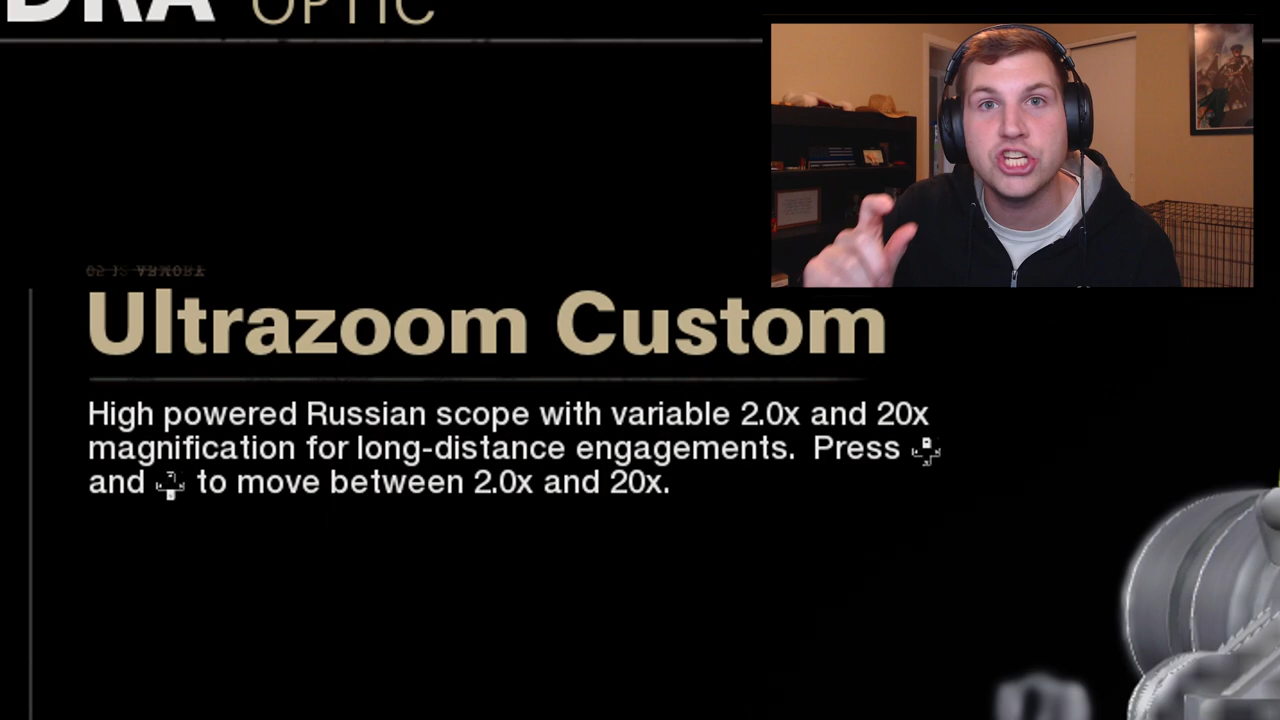 DRA OPTIC
Ultrazoom Custom
High powered Russian scope with variable 2.0x and 20x
magnification for long-distance engagements. Press
and to move between 2.0x and 20x.